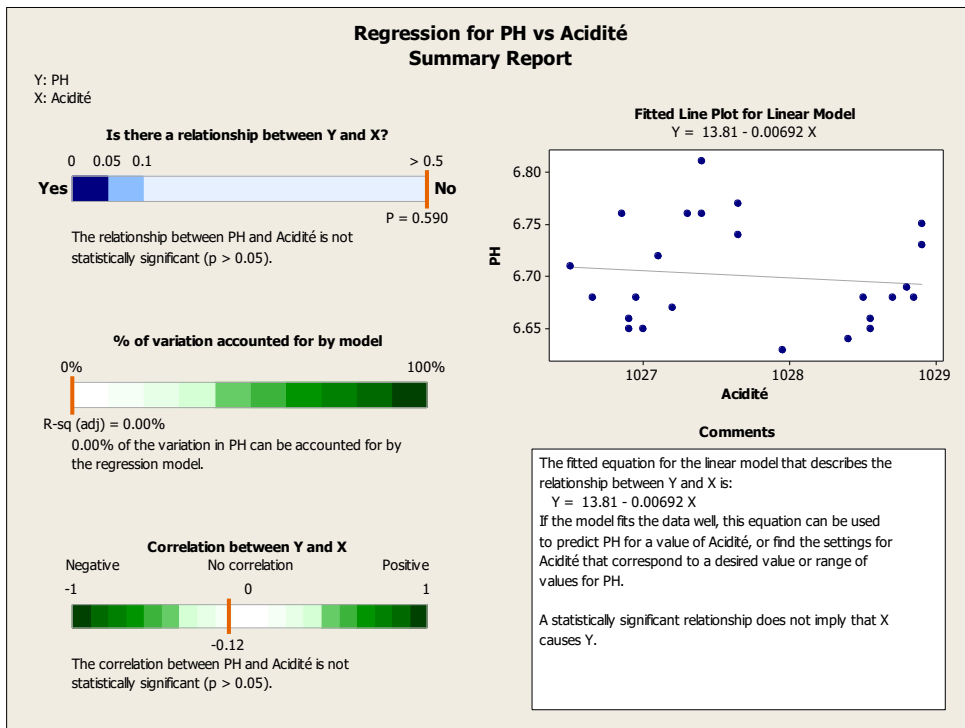 Regression for PH vs Acidité
Summary Report
Y: PH
X: Acidité
Is there a relationship between Y and X?
0 0.05 0.1 > 0.5
Yes No
P = 0.590
The relationship between PH and Acidité is not
statistically significant (p > 0.05).
% of variation accounted for by model
0% 100%
R-sq (adj) = 0.00%
0.00% of the variation in PH can be accounted for by
the regression model.
Correlation between Y and X
Negative No correlation Positive
-1 0 1
-0.12
The correlation between PH and Acidité is not
statistically significant (p > 0.05).
Fitted Line Plot for Linear Model
Y = 13.81 - 0.00692 X
6.80
6.75
6.70
6.65
PH
1027 1028 1029
Acidité
Comments
The fitted equation for the linear model that describes the
relationship between Y and X is:
Y = 13.81 - 0.00692 X
If the model fits the data well, this equation can be used
to predict PH for a value of Acidité, or find the settings for
Acidité that correspond to a desired value or range of
values for PH.
A statistically significant relationship does not imply that X
causes Y.